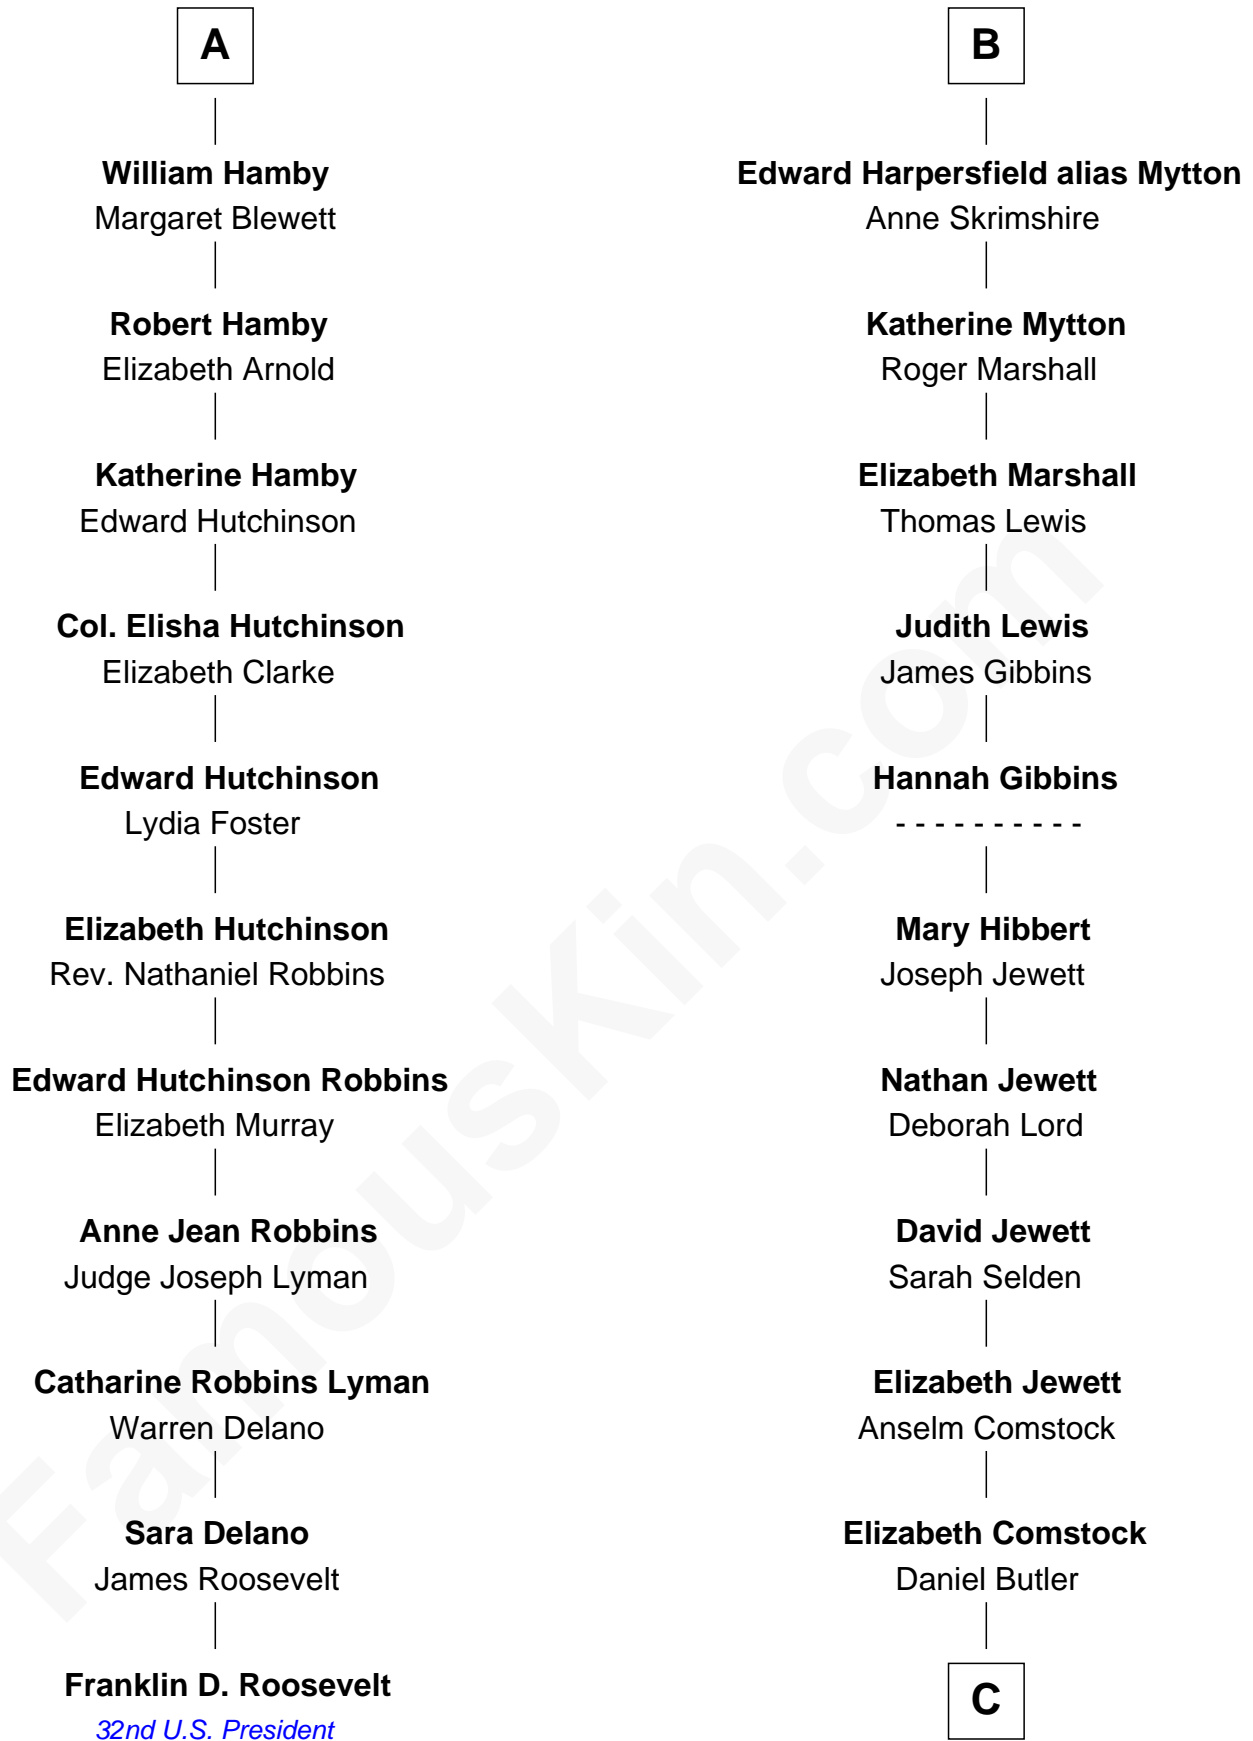 A
William Hamby
Margaret Blewett
Robert Hamby
Elizabeth Arnold
Katherine Hamby
Edward Hutchinson
Col. Elisha Hutchinson
Elizabeth Clarke
Edward Hutchinson
Lydia Foster
Elizabeth Hutchinson
Rev. Nathaniel Robbins
Edward Hutchinson Robbins
Elizabeth Murray
Anne Jean Robbins
Judge Joseph Lyman
Catharine Robbins Lyman
Warren Delano
Sara Delano
James Roosevelt
Franklin D. Roosevelt
32nd U.S. President
B
Edward Harpersfield alias Mytton
Anne Skrimshire
Katherine Mytton
Roger Marshall
Elizabeth Marshall
Thomas Lewis
Judith Lewis
James Gibbins
Hannah Gibbins
- - - - - - - - - -
Mary Hibbert
Joseph Jewett
Nathan Jewett
Deborah Lord
David Jewett
Sarah Selden
Elizabeth Jewett
Anselm Comstock
Elizabeth Comstock
Daniel Butler
C
FamousKin.com